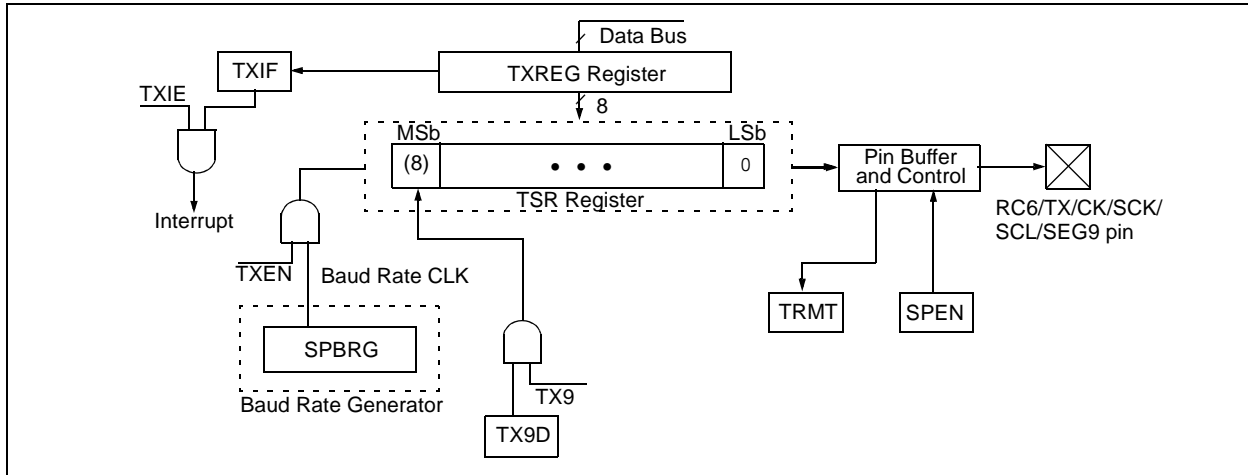 Data Bus
TXIF
TXREG Register
TXIE
8
MSb
LSb
(8)
• • •
0
Pin Buffer
and Control
TSR Register
Interrupt
RC6/TX/CK/SCK/
SCL/SEG9 pin
TXEN
Baud Rate CLK
TRMT
SPEN
SPBRG
TX9
Baud Rate Generator
TX9D